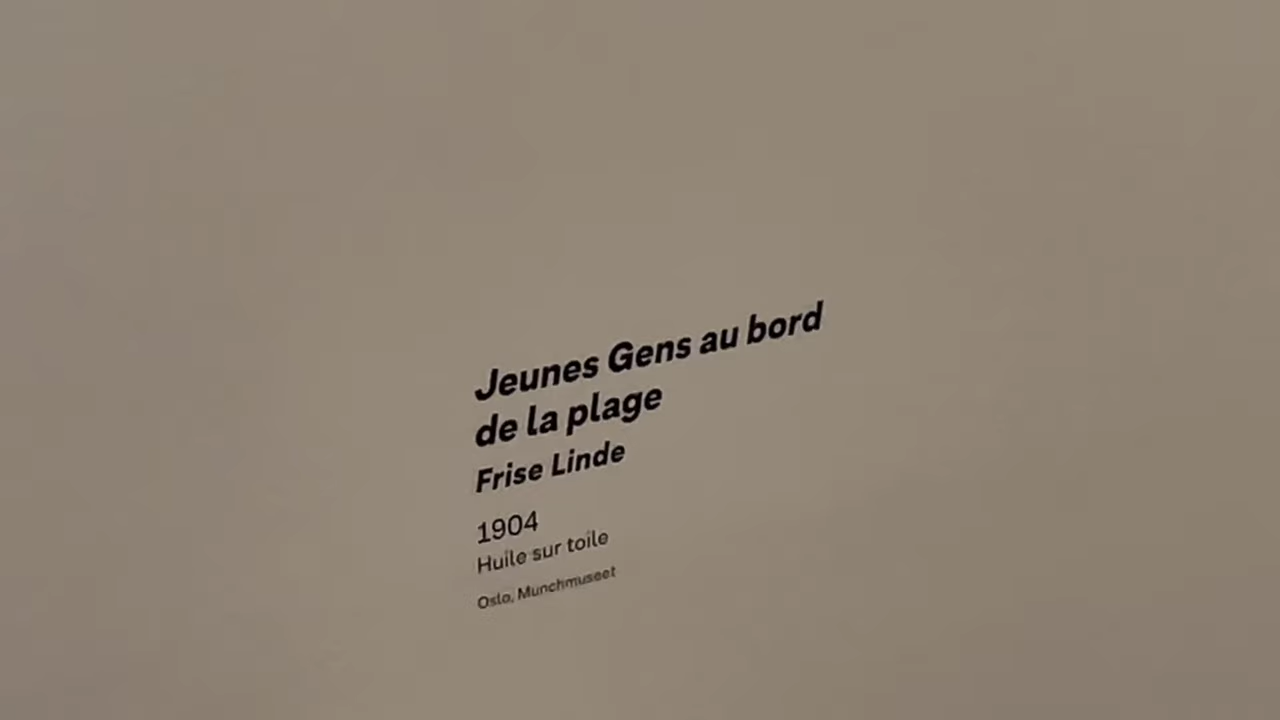 Jeunes Gens au bord
de la plage
Frise Linde
1904
Huile sur toile
Oslo, Munchmuseet